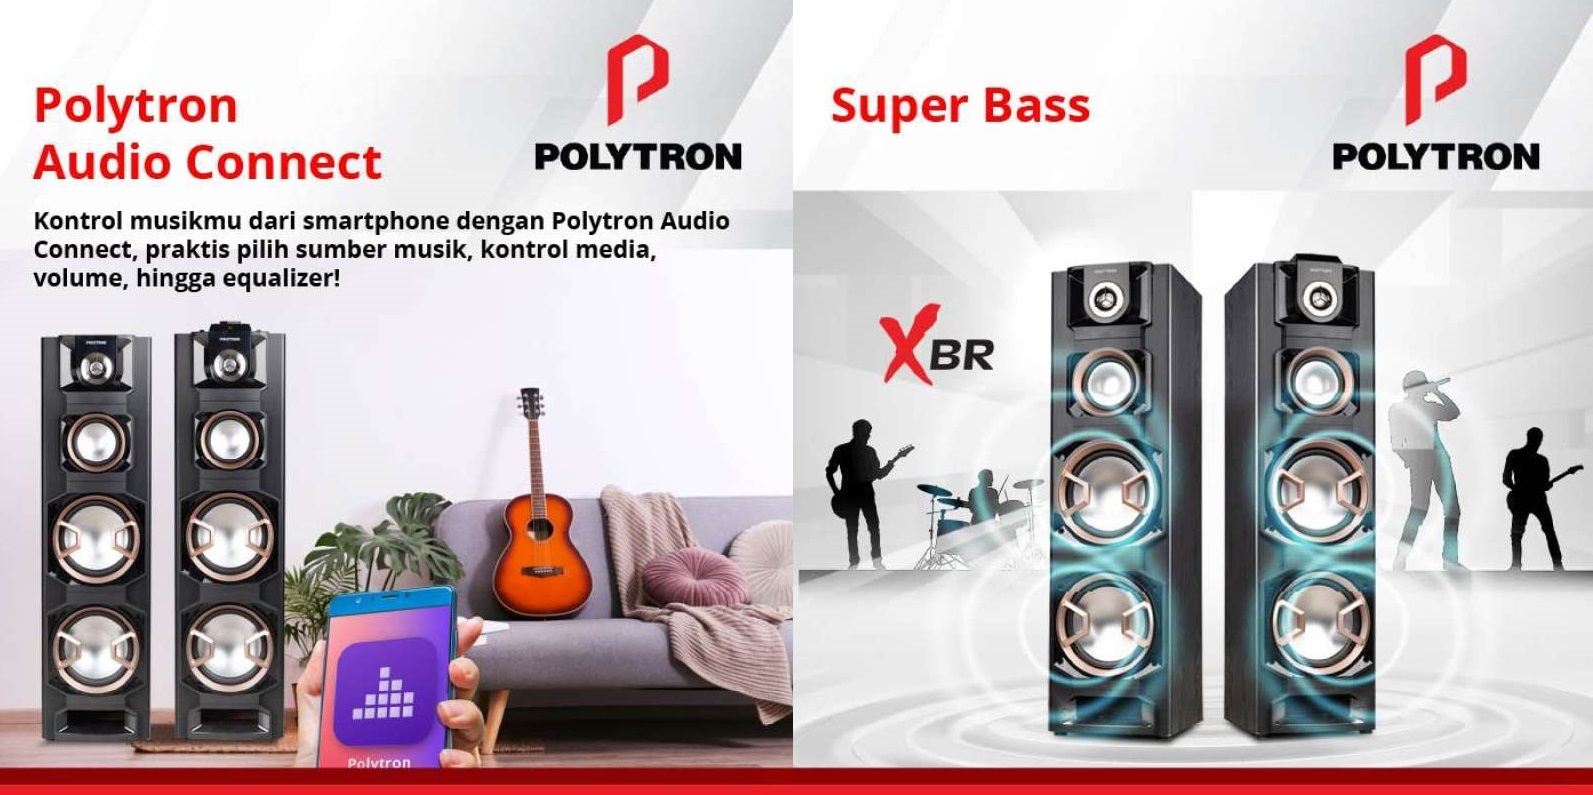 Polytron
Audio Connect
POLYTRON
Kontrol musikmu dari smartphone dengan Polytron Audio
Connect, praktis pilih sumber musik, kontrol media,
volume, hingga equalizer!
POLYTRON
POLYTRON
Polytron
Super Bass
POLYTRON
XBR
POLYTRON
POLYTRON